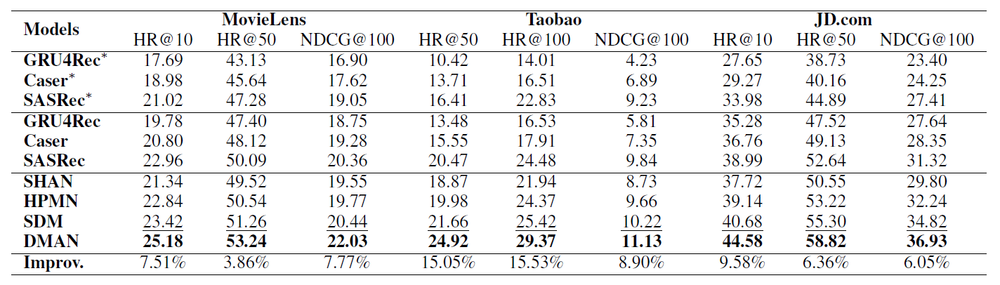 Models MovieLens Taobao JD.com
HR@10 HR@50 NDCG@100 HR@50 HR@100 NDCG@100 HR@10 HR@50 NDCG@100
GRU4Rec* 17.69 43.13 16.90 10.42 14.01 4.23 27.65 38.73 23.40
Caser* 18.98 45.64 17.62 13.71 16.51 6.89 29.27 40.16 24.25
SASRec* 21.02 47.28 19.05 16.41 22.83 9.23 33.98 44.89 27.41
GRU4Rec 19.78 47.40 18.75 13.48 16.53 5.81 35.28 47.52 27.64
Caser 20.80 48.12 19.28 15.55 17.91 7.35 36.76 49.13 28.35
SASRec 22.96 50.09 20.36 20.47 24.48 9.84 38.99 52.64 31.32
SHAN 21.34 49.52 19.55 18.87 21.94 8.73 37.72 50.55 29.80
HPMN 22.84 50.54 19.77 19.98 24.37 9.66 39.14 53.22 32.24
SDM 23.42 51.26 20.44 21.66 25.42 10.22 40.68 55.30 34.82
DMAN 25.18 53.24 22.03 24.92 29.37 11.13 44.58 58.82 36.93
Improv. 7.51% 3.86% 7.77% 15.05% 15.53% 8.90% 9.58% 6.36% 6.05%